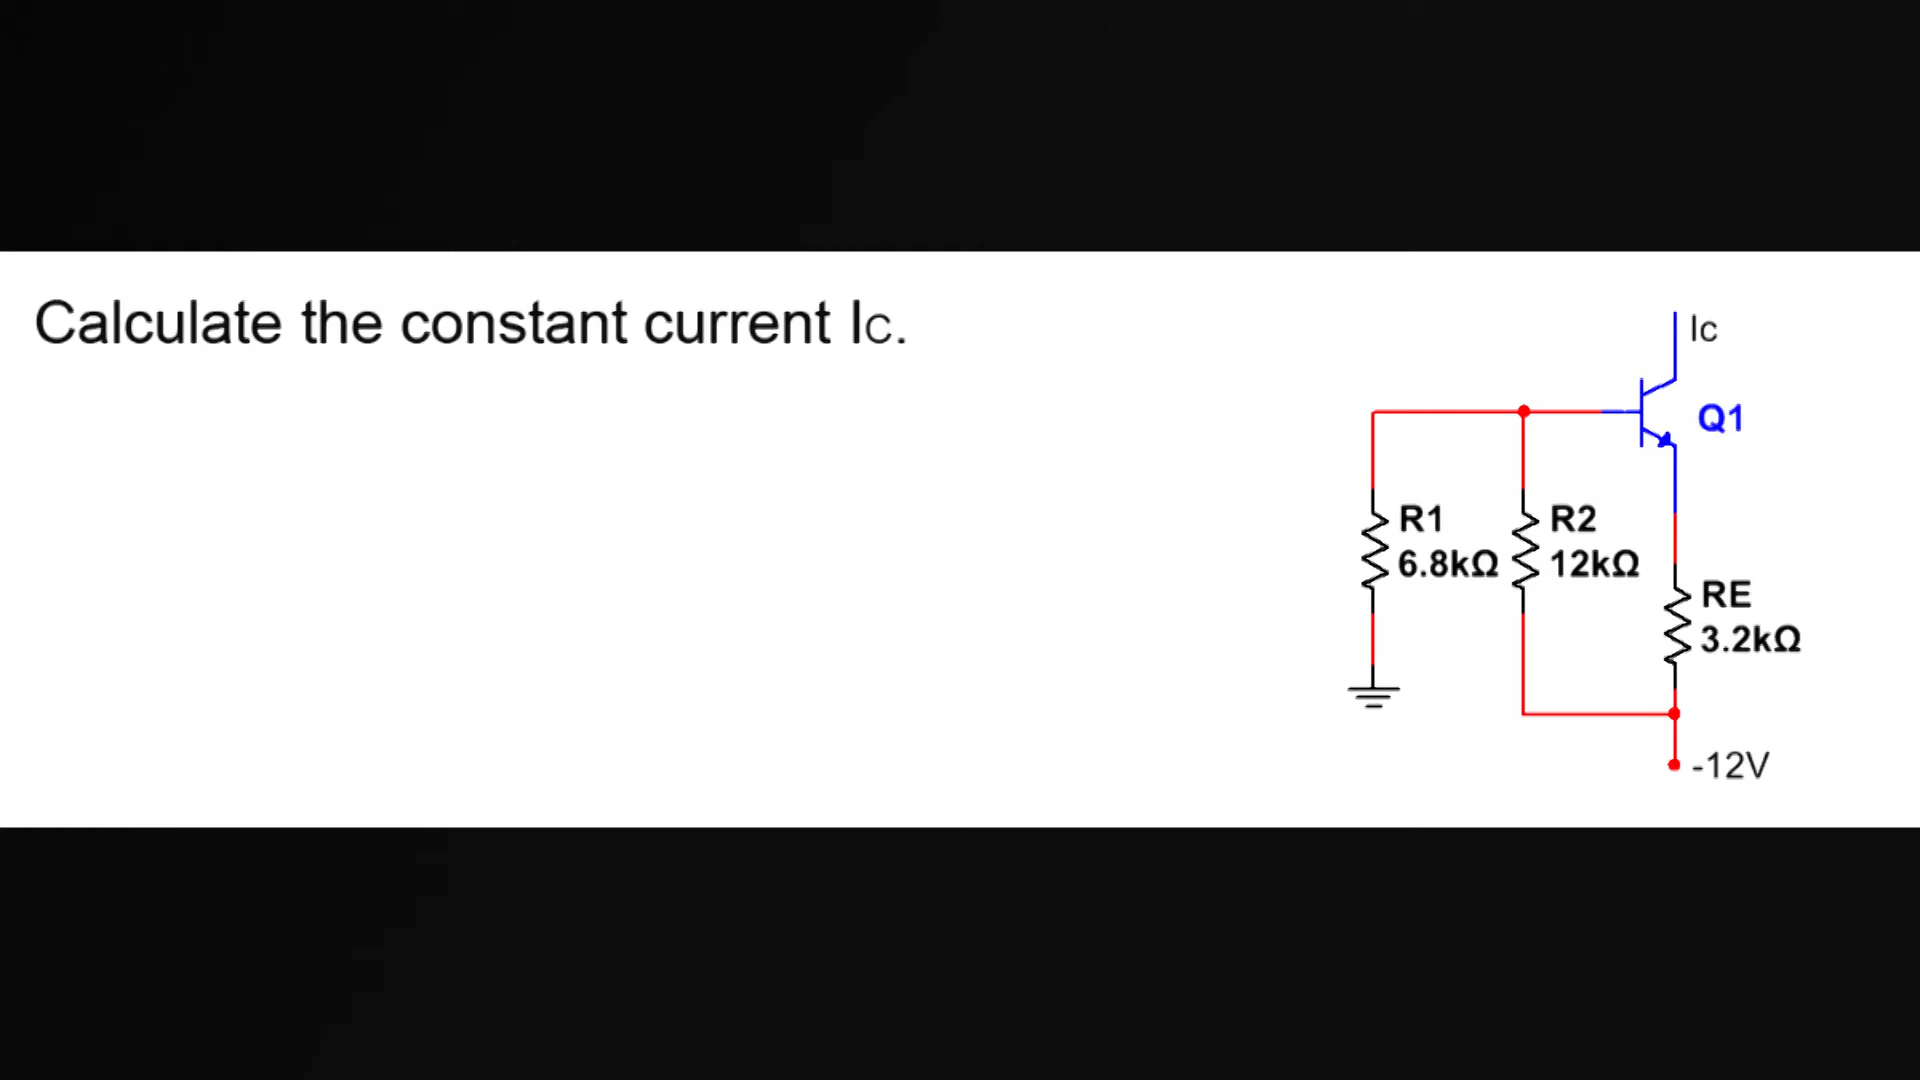 Calculate the constant current Ic.
Ic
Q1
R1
6.8kΩ
R2
12kΩ
RE
3.2kΩ
-12V